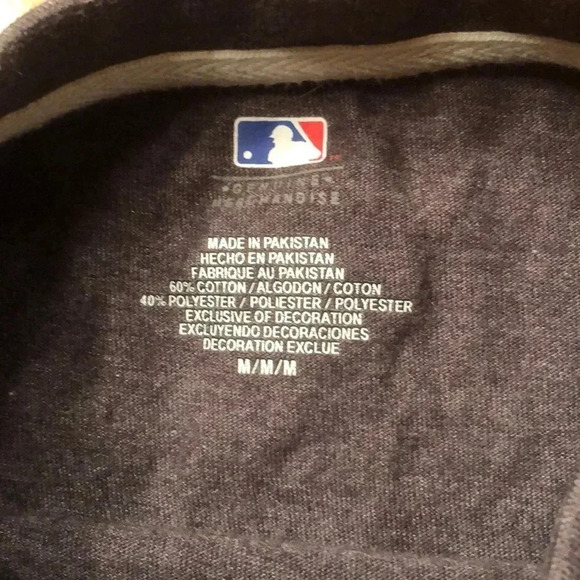 •GENUINE•
MERCHANDISE
MADE IN PAKISTAN
HECHO EN PAKISTAN
FABRIQUE AU PAKISTAN
60% COTTON / ALGODON / COTON
40% POLYESTER / POLIESTER / POLYESTER
EXCLUSIVE OF DECORATION
EXCLUYENDO DECORACIONES
DECORATION EXCLUE
M/M/M